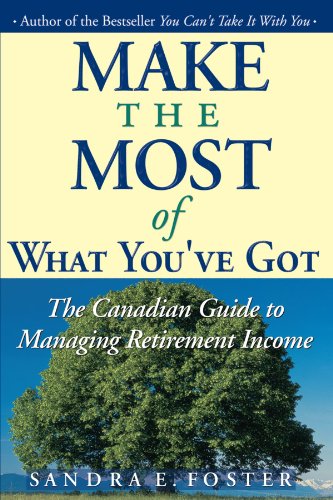 • Author of the Bestseller You Can't Take It With You •
MAKE
THE
MOST
of
WHAT YOU'VE GOT
The Canadian Guide to
Managing Retirement Income
SANDRA E. FOSTER